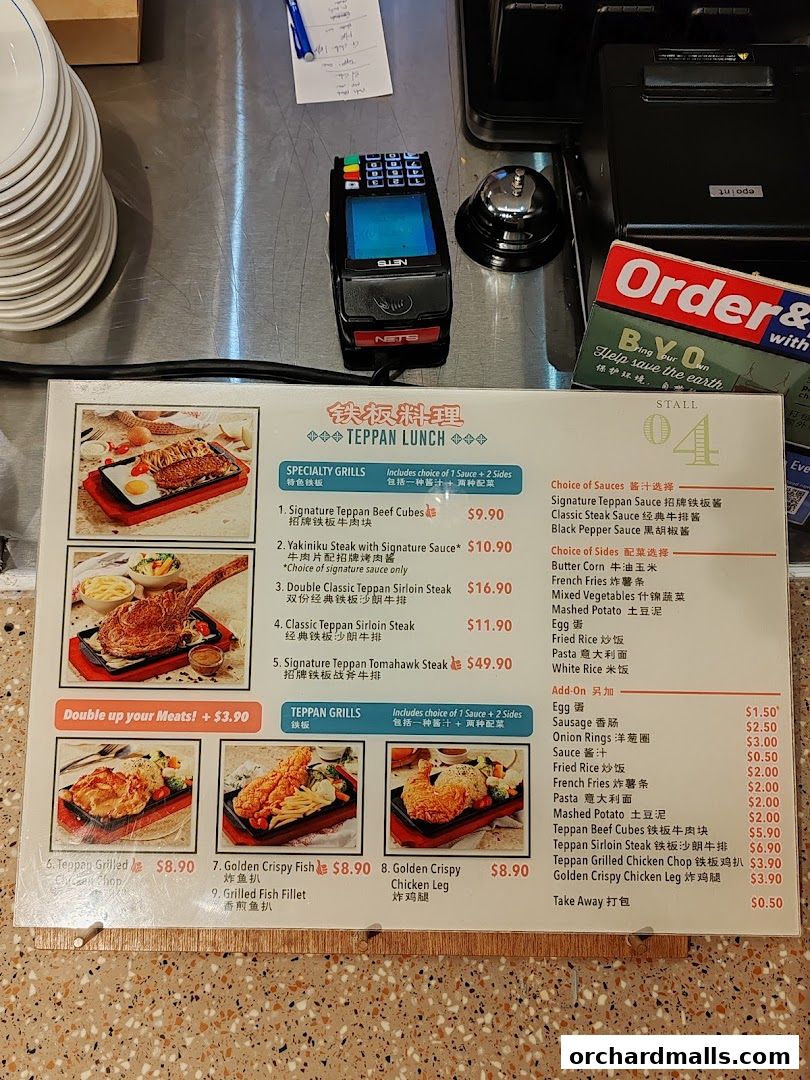 epoint
NETS
NETS
Order&
with
Bring Your Own
Help save the earth
铁板料理
TEPPAN LUNCH
STALL
04
SPECIALTY GRILLS
特色铁板
Includes choice of 1 Sauce + 2 Sides
包括一种酱汁 + 两种配菜
1. Signature Teppan Beef Cubes $9.90
招牌铁板牛肉块
2. Yakiniku Steak with Signature Sauce* $10.90
牛肉片配招牌烤肉酱
*Choice of signature sauce only
3. Double Classic Teppan Sirloin Steak $16.90
双份经典铁板沙朗牛排
4. Classic Teppan Sirloin Steak $11.90
经典铁板沙朗牛排
5. Signature Teppan Tomahawk Steak $49.90
招牌铁板战斧牛排
Double up your Meats! + $3.90
TEPPAN GRILLS
铁板
Includes choice of 1 Sauce + 2 Sides
包括一种酱汁 + 两种配菜
6. Teppan Grilled $8.90
Chicken Chop
7. Golden Crispy Fish $8.90
炸鱼扒
9. Grilled Fish Fillet
香煎鱼扒
8. Golden Crispy $8.90
Chicken Leg
炸鸡腿
Choice of Sauces 酱汁选择
Signature Teppan Sauce 招牌铁板酱
Classic Steak Sauce 经典牛排酱
Black Pepper Sauce 黑胡椒酱
Choice of Sides 配菜选择
Butter Corn 牛油玉米
French Fries 炸薯条
Mixed Vegetables 什锦蔬菜
Mashed Potato 土豆泥
Egg 蛋
Fried Rice 炒饭
Pasta 意大利面
White Rice 米饭
Add-On 另加
Egg 蛋 $1.50
Sausage 香肠 $2.50
Onion Rings 洋葱圈 $3.00
Sauce 酱汁 $0.50
Fried Rice 炒饭 $2.00
French Fries 炸薯条 $2.00
Pasta 意大利面 $2.00
Mashed Potato 土豆泥 $2.00
Teppan Beef Cubes 铁板牛肉块 $5.90
Teppan Sirloin Steak 铁板沙朗牛排 $6.90
Teppan Grilled Chicken Chop 铁板鸡扒 $3.90
Golden Crispy Chicken Leg 炸鸡腿 $3.90
Take Away 打包 $0.50
orchardmalls.com